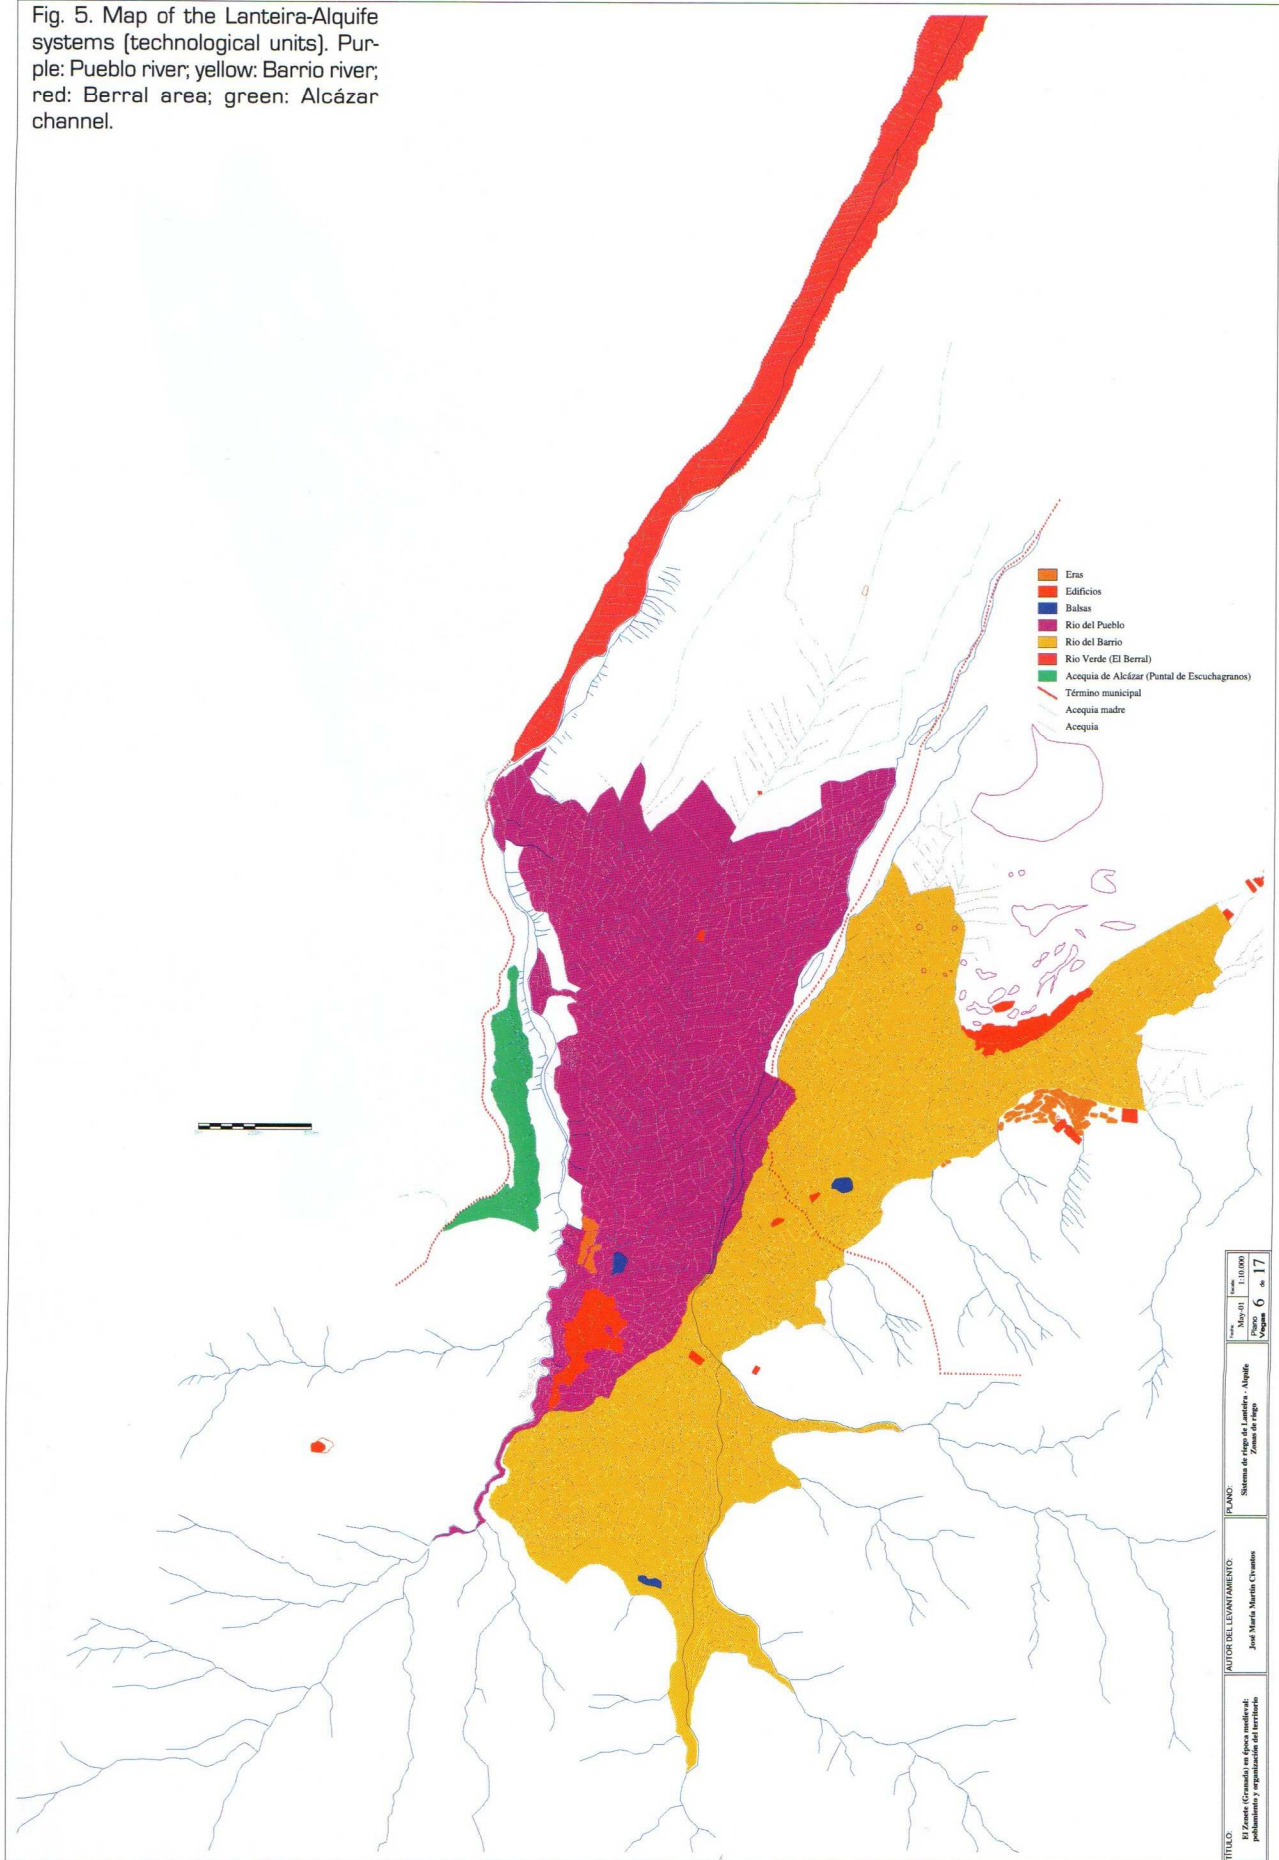 Fig. 5. Map of the Lanteira-Alquife
systems (technological units). Pur-
ple: Pueblo river; yellow: Barrio river;
red: Berral area; green: Alcázar
channel.
Eras
Edificios
Balsas
Rio del Pueblo
Rio del Barrio
Rio Verde (El Berral)
Acequia de Alcázar (Puntal de Escuchagranos)
Término municipal
Acequia madre
Acequia
TÍTULO:
El Zenete (Granada) en época medieval:
poblamiento y organización del territorio
AUTOR DEL LEVANTAMIENTO:
José María Martín Civantos
PLANO:
Sistema de riego de Lanteira - Alquife
Zonas de riego
Fecha:
May-01
Escala:
1:10.000
Plano 6 de 17
Vegas